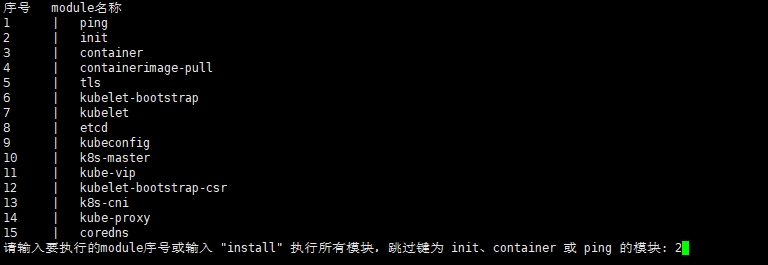 序号 module名称
1 | ping
2 | init
3 | container
4 | containerimage-pull
5 | tls
6 | kubelet-bootstrap
7 | kubelet
8 | etcd
9 | kubeconfig
10 | k8s-master
11 | kube-vip
12 | kubelet-bootstrap-csr
13 | k8s-cni
14 | kube-proxy
15 | coredns
请输入要执行的module序号或输入 "install" 执行所有模块, 跳过键为 init、container 或 ping 的模块: 2